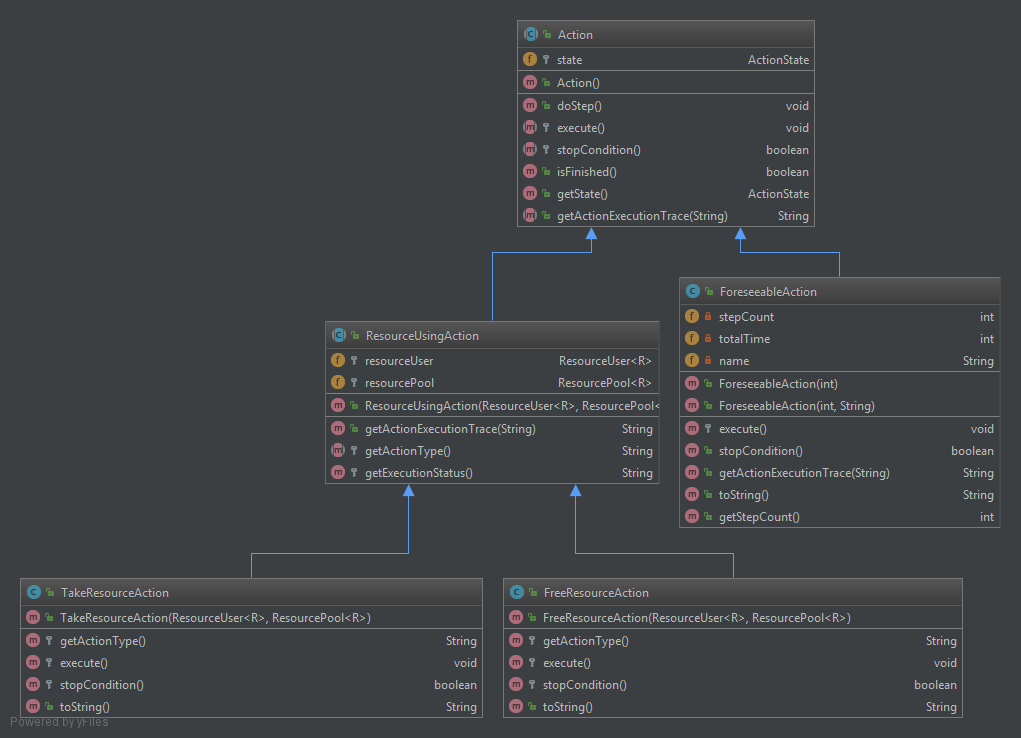 Action
state ActionState
Action()
doStep() void
execute() void
stopCondition() boolean
isFinished() boolean
getState() ActionState
getActionExecutionTrace(String) String
ForeseeableAction
stepCount int
totalTime int
name String
ForeseeableAction(int)
ForeseeableAction(int, String)
execute() void
stopCondition() boolean
getActionExecutionTrace(String) String
toString() String
getStepCount() int
ResourceUsingAction
resourceUser ResourceUser<R>
resourcePool ResourcePool<R>
ResourceUsingAction(ResourceUser<R>, ResourcePool<
getActionExecutionTrace(String) String
getActionType() String
getExecutionStatus() String
TakeResourceAction
TakeResourceAction(ResourceUser<R>, ResourcePool<R>)
getActionType() String
execute() void
stopCondition() boolean
toString() String
FreeResourceAction
FreeResourceAction(ResourceUser<R>, ResourcePool<R>)
getActionType() String
execute() void
stopCondition() boolean
toString() String
Powered by yFiles